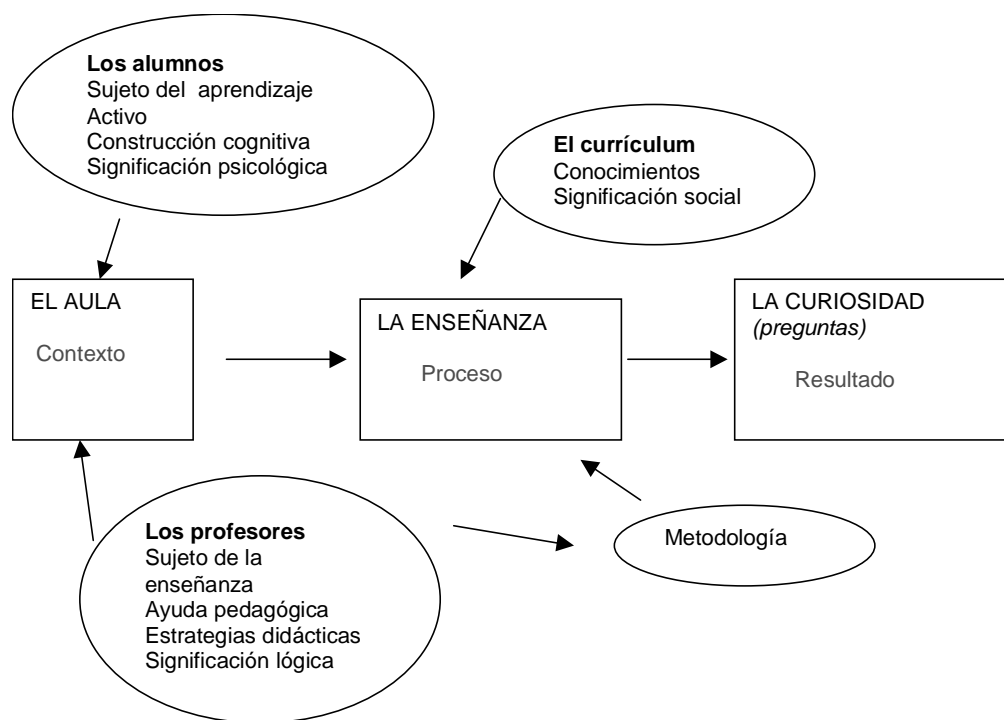 Los alumnos
Sujeto del aprendizaje
Activo
Construcción cognitiva
Significación psicológica
El currículum
Conocimientos
Significación social
EL AULA
Contexto
LA ENSEÑANZA
Proceso
LA CURIOSIDAD
(preguntas)
Resultado
Los profesores
Sujeto de la
enseñanza
Ayuda pedagógica
Estrategias didácticas
Significación lógica
Metodología